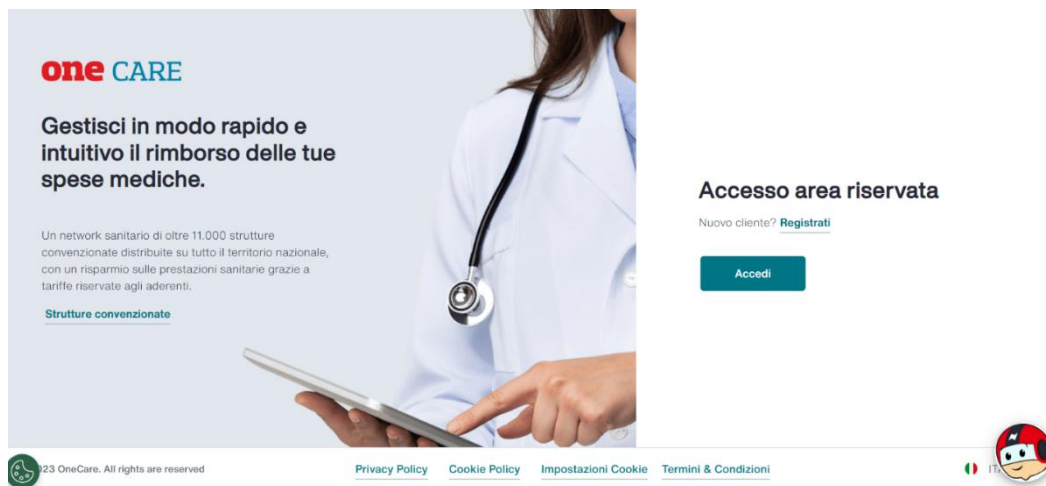 one CARE
Gestisci in modo rapido e
intuitivo il rimborso delle tue
spese mediche.
Un network sanitario di oltre 11.000 strutture
convenzionate distribuite su tutto il territorio nazionale,
con un risparmio sulle prestazioni sanitarie grazie a
tariffe riservate agli aderenti.
Strutture convenzionate
Accesso area riservata
Nuovo cliente? Registrati
Accedi
23 OneCare. All rights are reserved
Privacy Policy Cookie Policy Impostazioni Cookie Termini & Condizioni